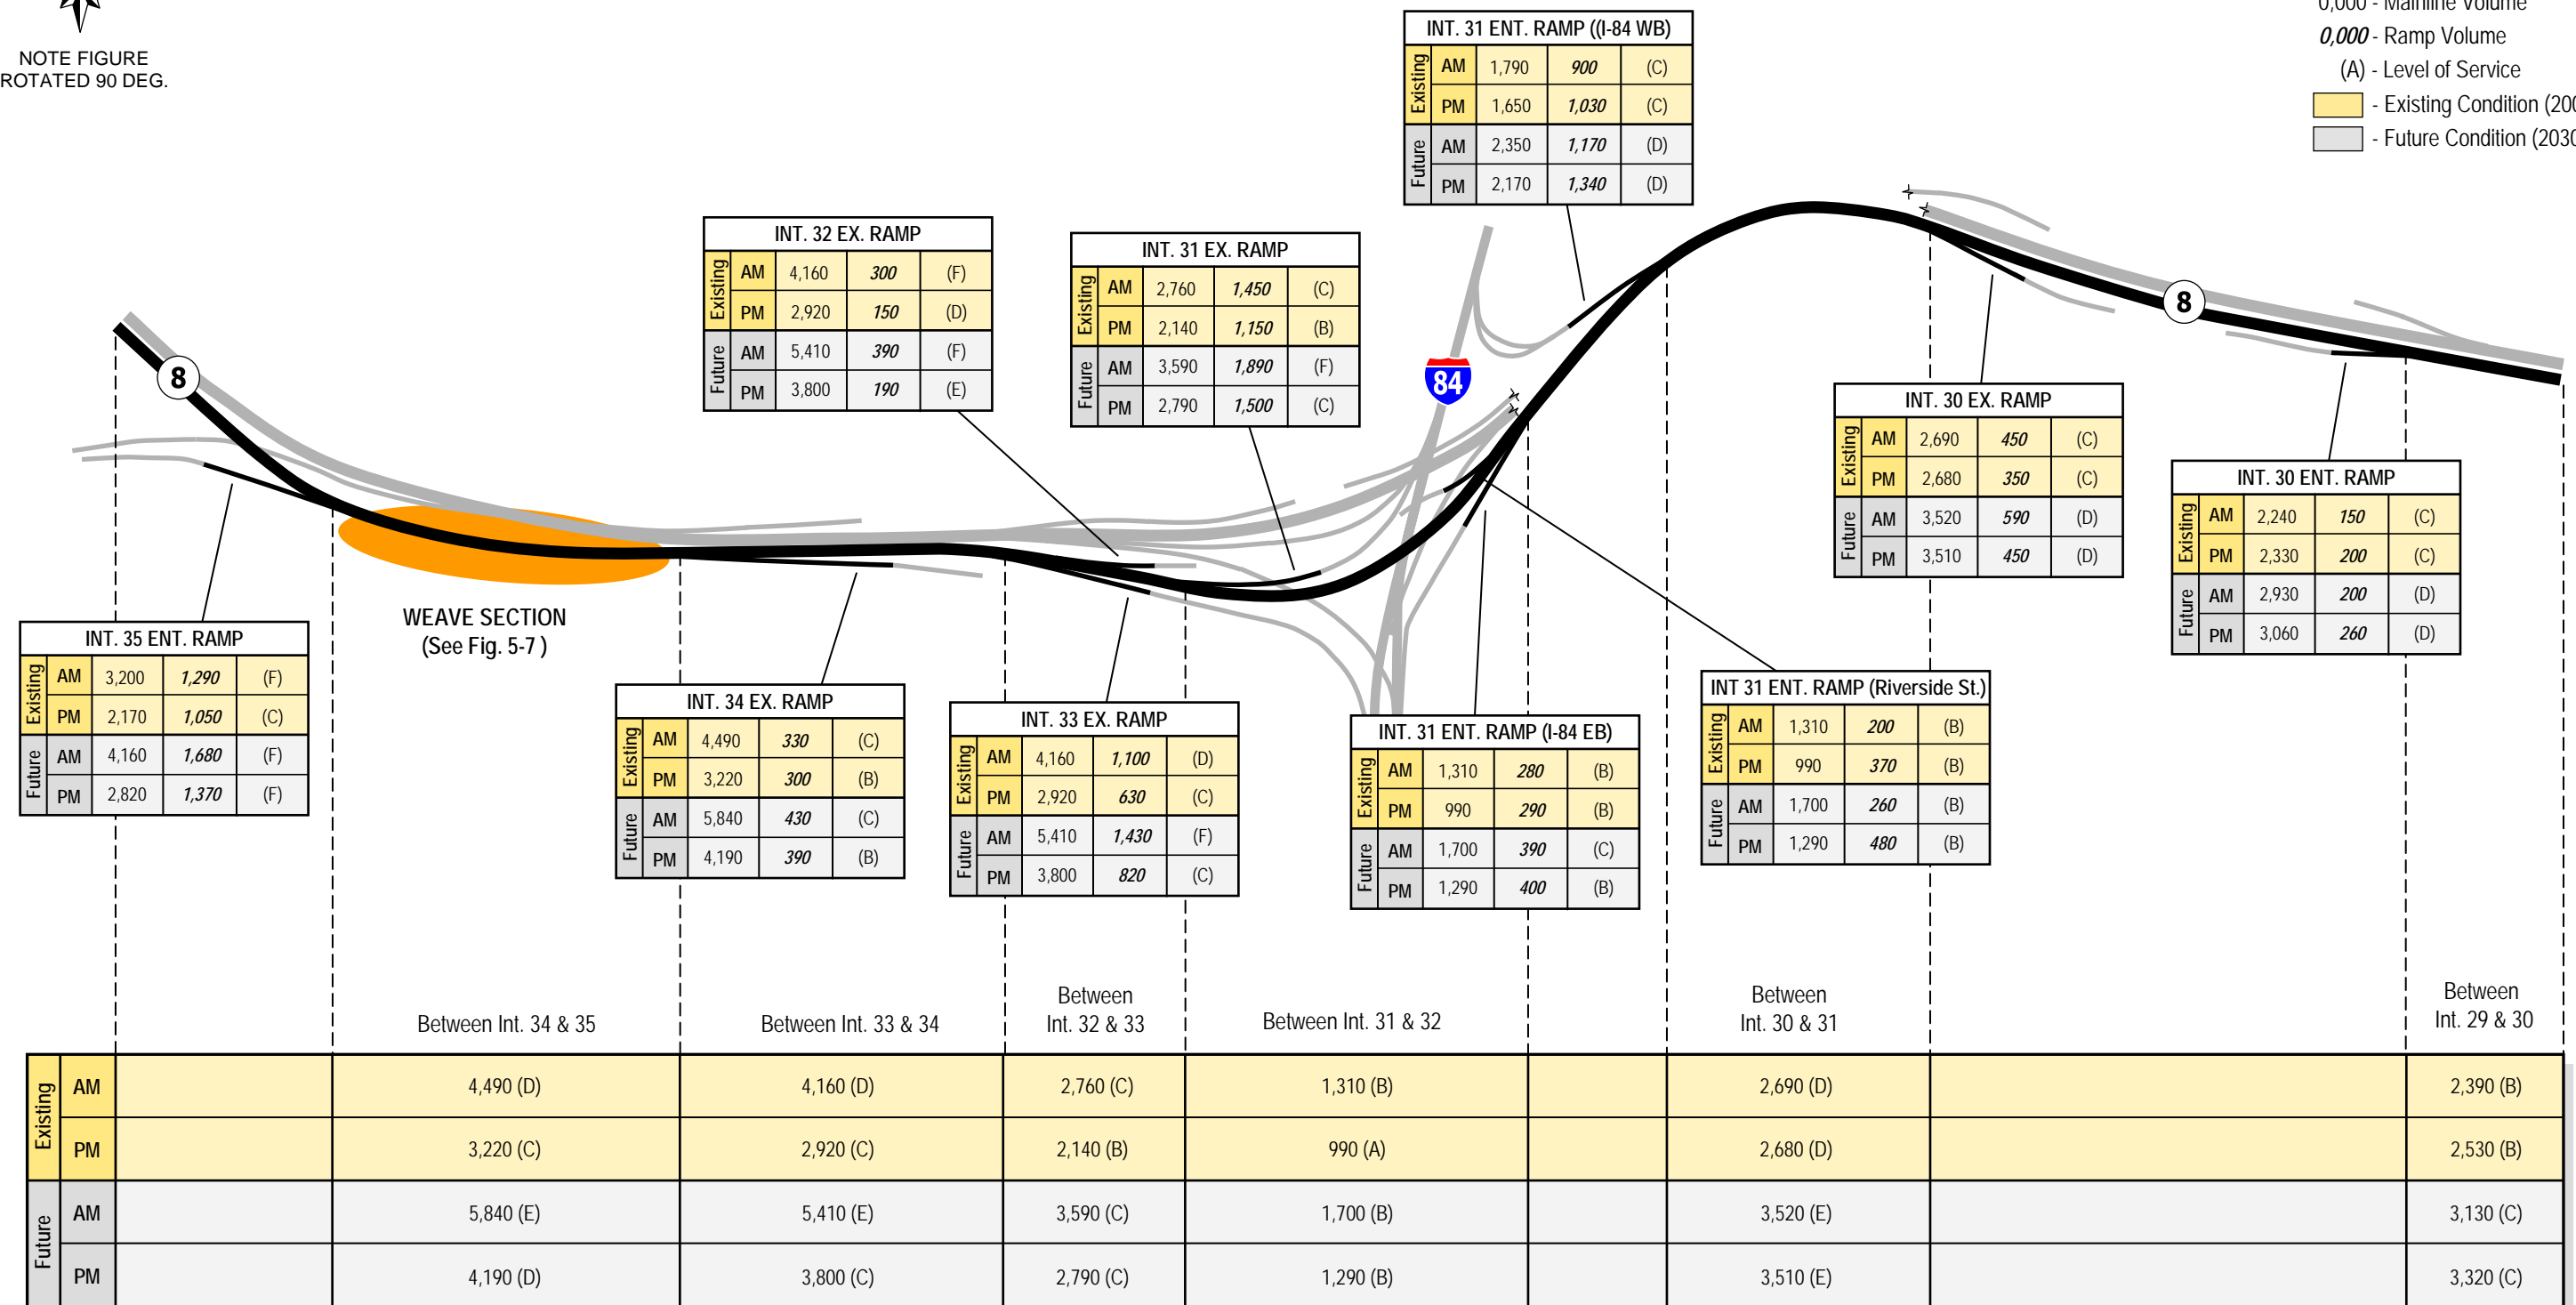 NOTE FIGURE
ROTATED 90 DEG.
0,000 - Mainline Volume
0,000 - Ramp Volume
(A) - Level of Service
- Existing Condition
- Future Condition
INT. 31 ENT. RAMP ((I-84 WB)
Existing AM 1,790 900 (C)
PM 1,650 1,030 (C)
Future AM 2,350 1,170 (D)
PM 2,170 1,340 (D)
INT. 32 EX. RAMP
Existing AM 4,160 300 (F)
PM 2,920 150 (D)
Future AM 5,410 390 (F)
PM 3,800 190 (E)
INT. 31 EX. RAMP
Existing AM 2,760 1,450 (C)
PM 2,140 1,150 (B)
Future AM 3,590 1,890 (F)
PM 2,790 1,500 (C)
8
84
8
INT. 30 EX. RAMP
Existing AM 2,690 450 (C)
PM 2,680 350 (C)
Future AM 3,520 590 (D)
PM 3,510 450 (D)
INT. 30 ENT. RAMP
Existing AM 2,240 150 (C)
PM 2,330 200 (C)
Future AM 2,930 200 (D)
PM 3,060 260 (D)
WEAVE SECTION
(See Fig. 5-7 )
INT. 35 ENT. RAMP
Existing AM 3,200 1,290 (F)
PM 2,170 1,050 (C)
Future AM 4,160 1,680 (F)
PM 2,820 1,370 (F)
INT. 34 EX. RAMP
Existing AM 4,490 330 (C)
PM 3,220 300 (B)
Future AM 5,840 430 (C)
PM 4,190 390 (B)
INT. 33 EX. RAMP
Existing AM 4,160 1,100 (D)
PM 2,920 630 (C)
Future AM 5,410 1,430 (F)
PM 3,800 820 (C)
INT. 31 ENT. RAMP (I-84 EB)
Existing AM 1,310 280 (B)
PM 990 290 (B)
Future AM 1,700 390 (C)
PM 1,290 400 (B)
INT 31 ENT. RAMP (Riverside St.)
Existing AM 1,310 200 (B)
PM 990 370 (B)
Future AM 1,700 260 (B)
PM 1,290 480 (B)
Between Int. 34 & 35
Between Int. 33 & 34
Between
Int. 32 & 33
Between Int. 31 & 32
Between
Int. 30 & 31
Between
Int. 29 & 30
Existing AM 4,490 (D) 4,160 (D) 2,760 (C) 1,310 (B) 2,690 (D) 2,390 (B)
PM 3,220 (C) 2,920 (C) 2,140 (B) 990 (A) 2,680 (D) 2,530 (B)
Future AM 5,840 (E) 5,410 (E) 3,590 (C) 1,700 (B) 3,520 (E) 3,130 (C)
PM 4,190 (D) 3,800 (C) 2,790 (C) 1,290 (B) 3,510 (E) 3,320 (C)